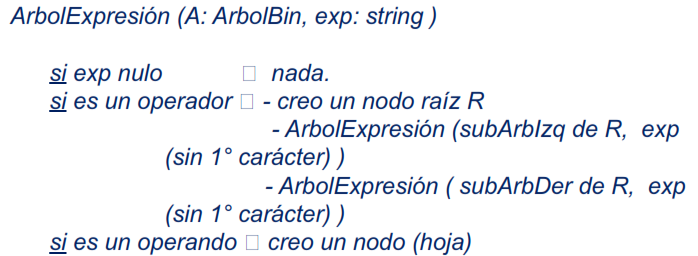 ArbolExpresión (A: ArbolBin, exp: string )
si exp nulo □ nada.
si es un operador □ - creo un nodo raíz R
- ArbolExpresión (subArbIzq de R, exp
(sin 1° carácter) )
- ArbolExpresión ( subArbDer de R, exp
(sin 1° carácter) )
si es un operando □ creo un nodo (hoja)